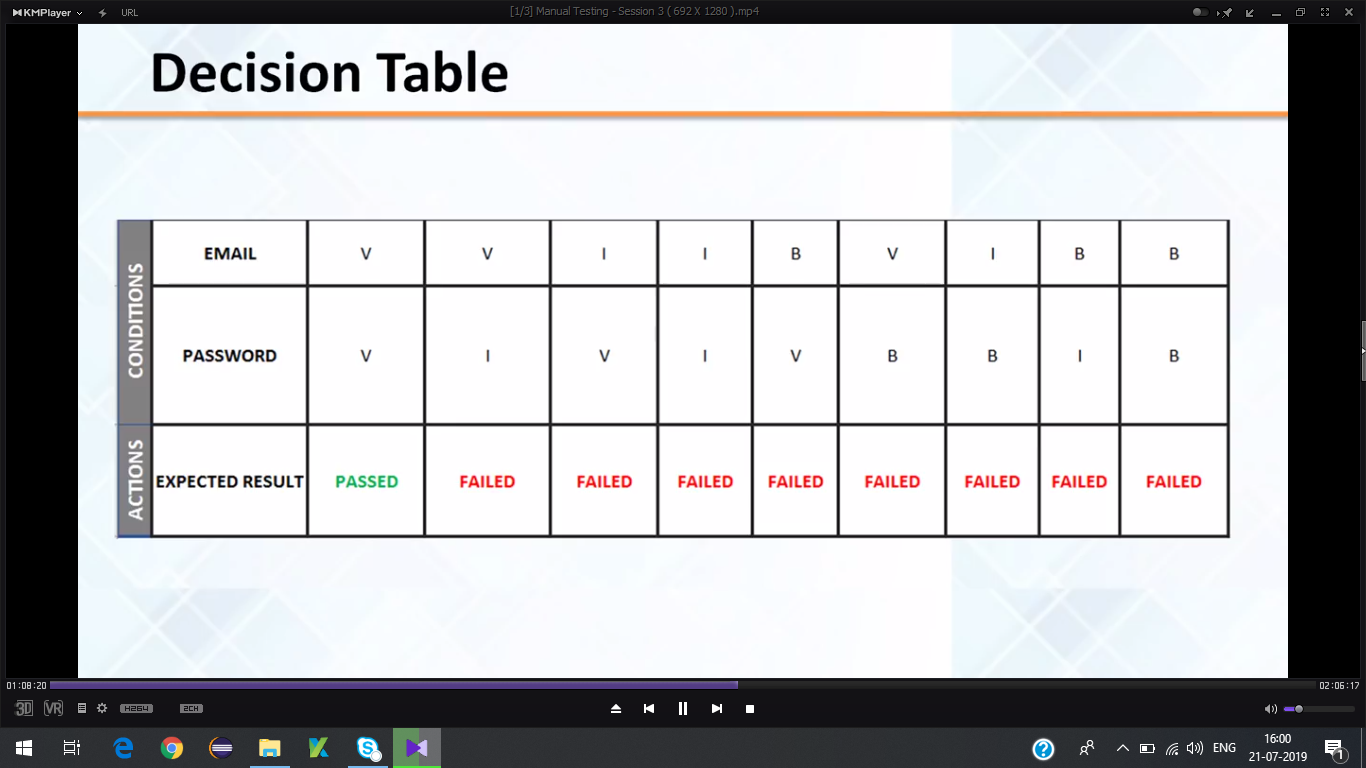 KMPlayer URL [1/3] Manual Testing - Session 3 ( 692 X 1280 ).mp4
Decision Table
CONDITIONS
EMAIL V V I I B V I B B
PASSWORD V I V I V B B I B
ACTIONS
EXPECTED RESULT PASSED FAILED FAILED FAILED FAILED FAILED FAILED FAILED FAILED
01:08:20 02:06:17
3D VR H264 2CH
ENG 16:00
21-07-2019 1